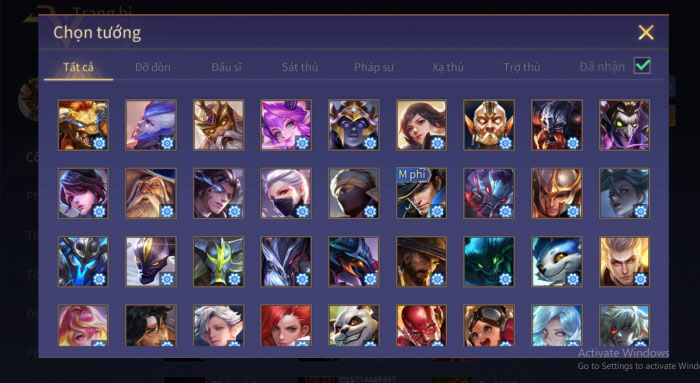 Trang bị
Chọn tướng
Tất cả
Đỡ đòn
Đấu sĩ
Sát thủ
Pháp sư
Xạ thủ
Trợ thủ
Đã nhận
M phí
Activate Windows
Go to Settings to activate Wind